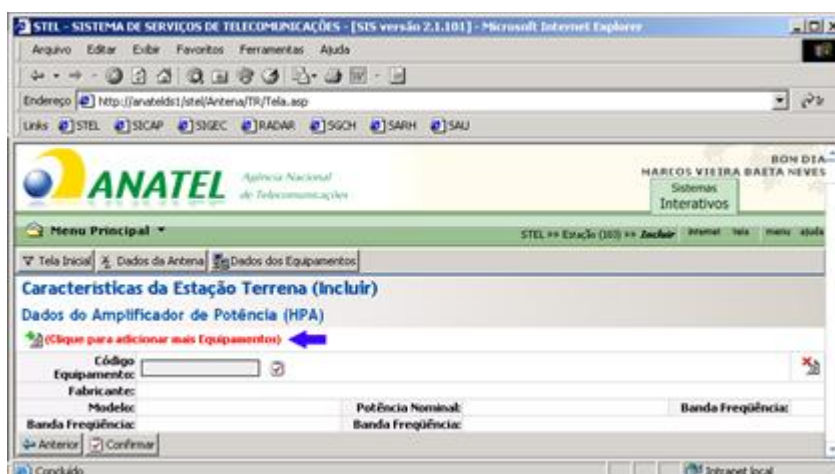 STEL - SISTEMA DE SERVIÇOS DE TELECOMUNICAÇÕES - [SIS versão 2.1.101] - Microsoft Internet Explorer
Arquivo Editar Exibir Favoritos Ferramentas Ajuda
Endereço http://anatelds1/stel/Antena/TR/Tela.asp
Links STEL SICAP SIGEC RADAR SGCH SARH SAU
ANATEL Agência Nacional de Telecomunicações
BOM DIA
MARCOS VIEIRA BAETA NEVES
Sistemas
Interativos
Menu Principal
STEL »» Estação (103) »» Incluir internet tela menu ajuda
Tela Inicial Dados da Antena Dados dos Equipamentos
Características da Estação Terrena (Incluir)
Dados do Amplificador de Potência (HPA)
(Clique para adicionar mais Equipamentos)
Código Equipamento:
Fabricante:
Modelo: Potência Nominal: Banda Freqüência:
Banda Freqüência: Banda Freqüência:
Anterior Confirmar
Concluído Intranet local